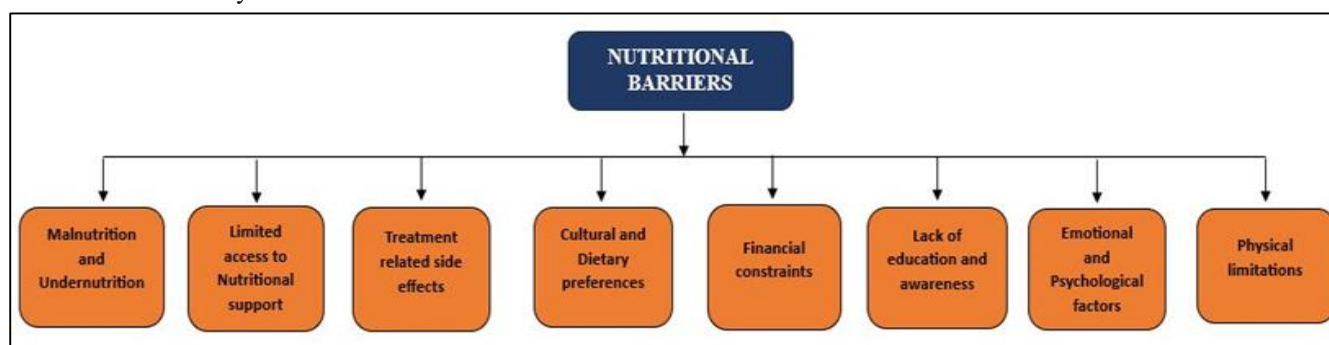 NUTRITIONAL
BARRIERS
Malnutrition
and
Undernutrition
Limited
access to
Nutritional
support
Treatment
related side
effects
Cultural and
Dietary
preferences
Financial
constraints
Lack of
education and
awareness
Emotional
and
Psychological
factors
Physical
limitations